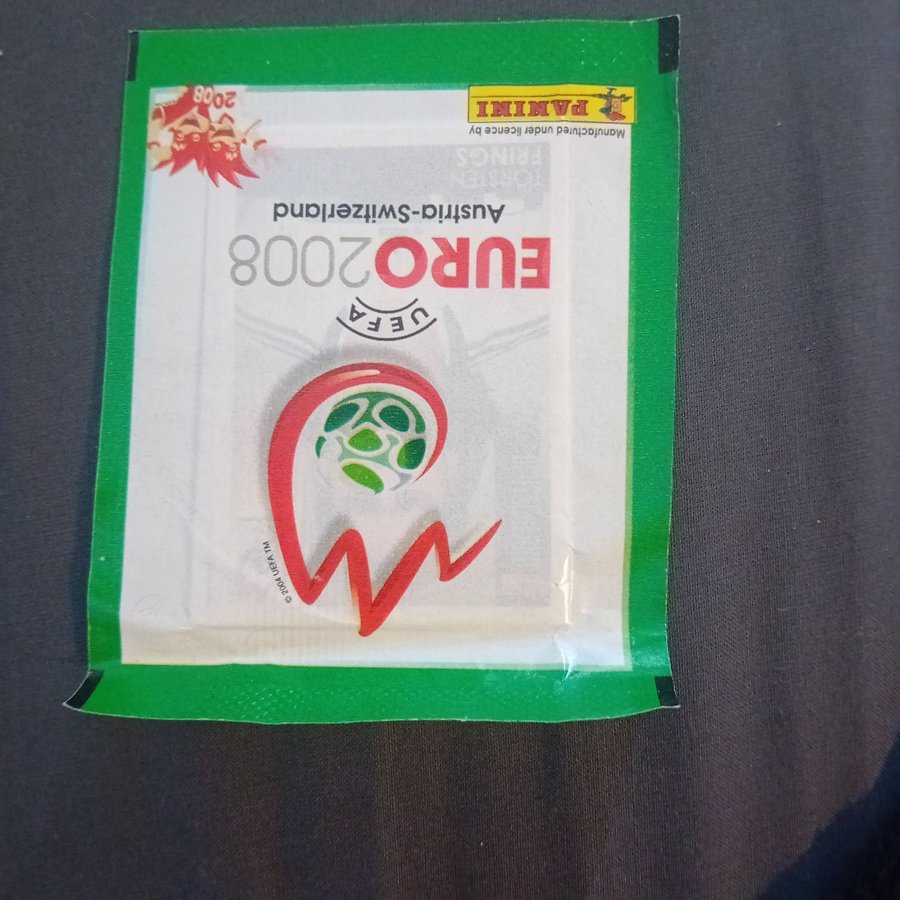 © 2004 UEFA TM
UEFA
EURO2008
Austria-Switzerland
TORSTEN
FRINGS
Manufactured under licence by
PANINI
2008